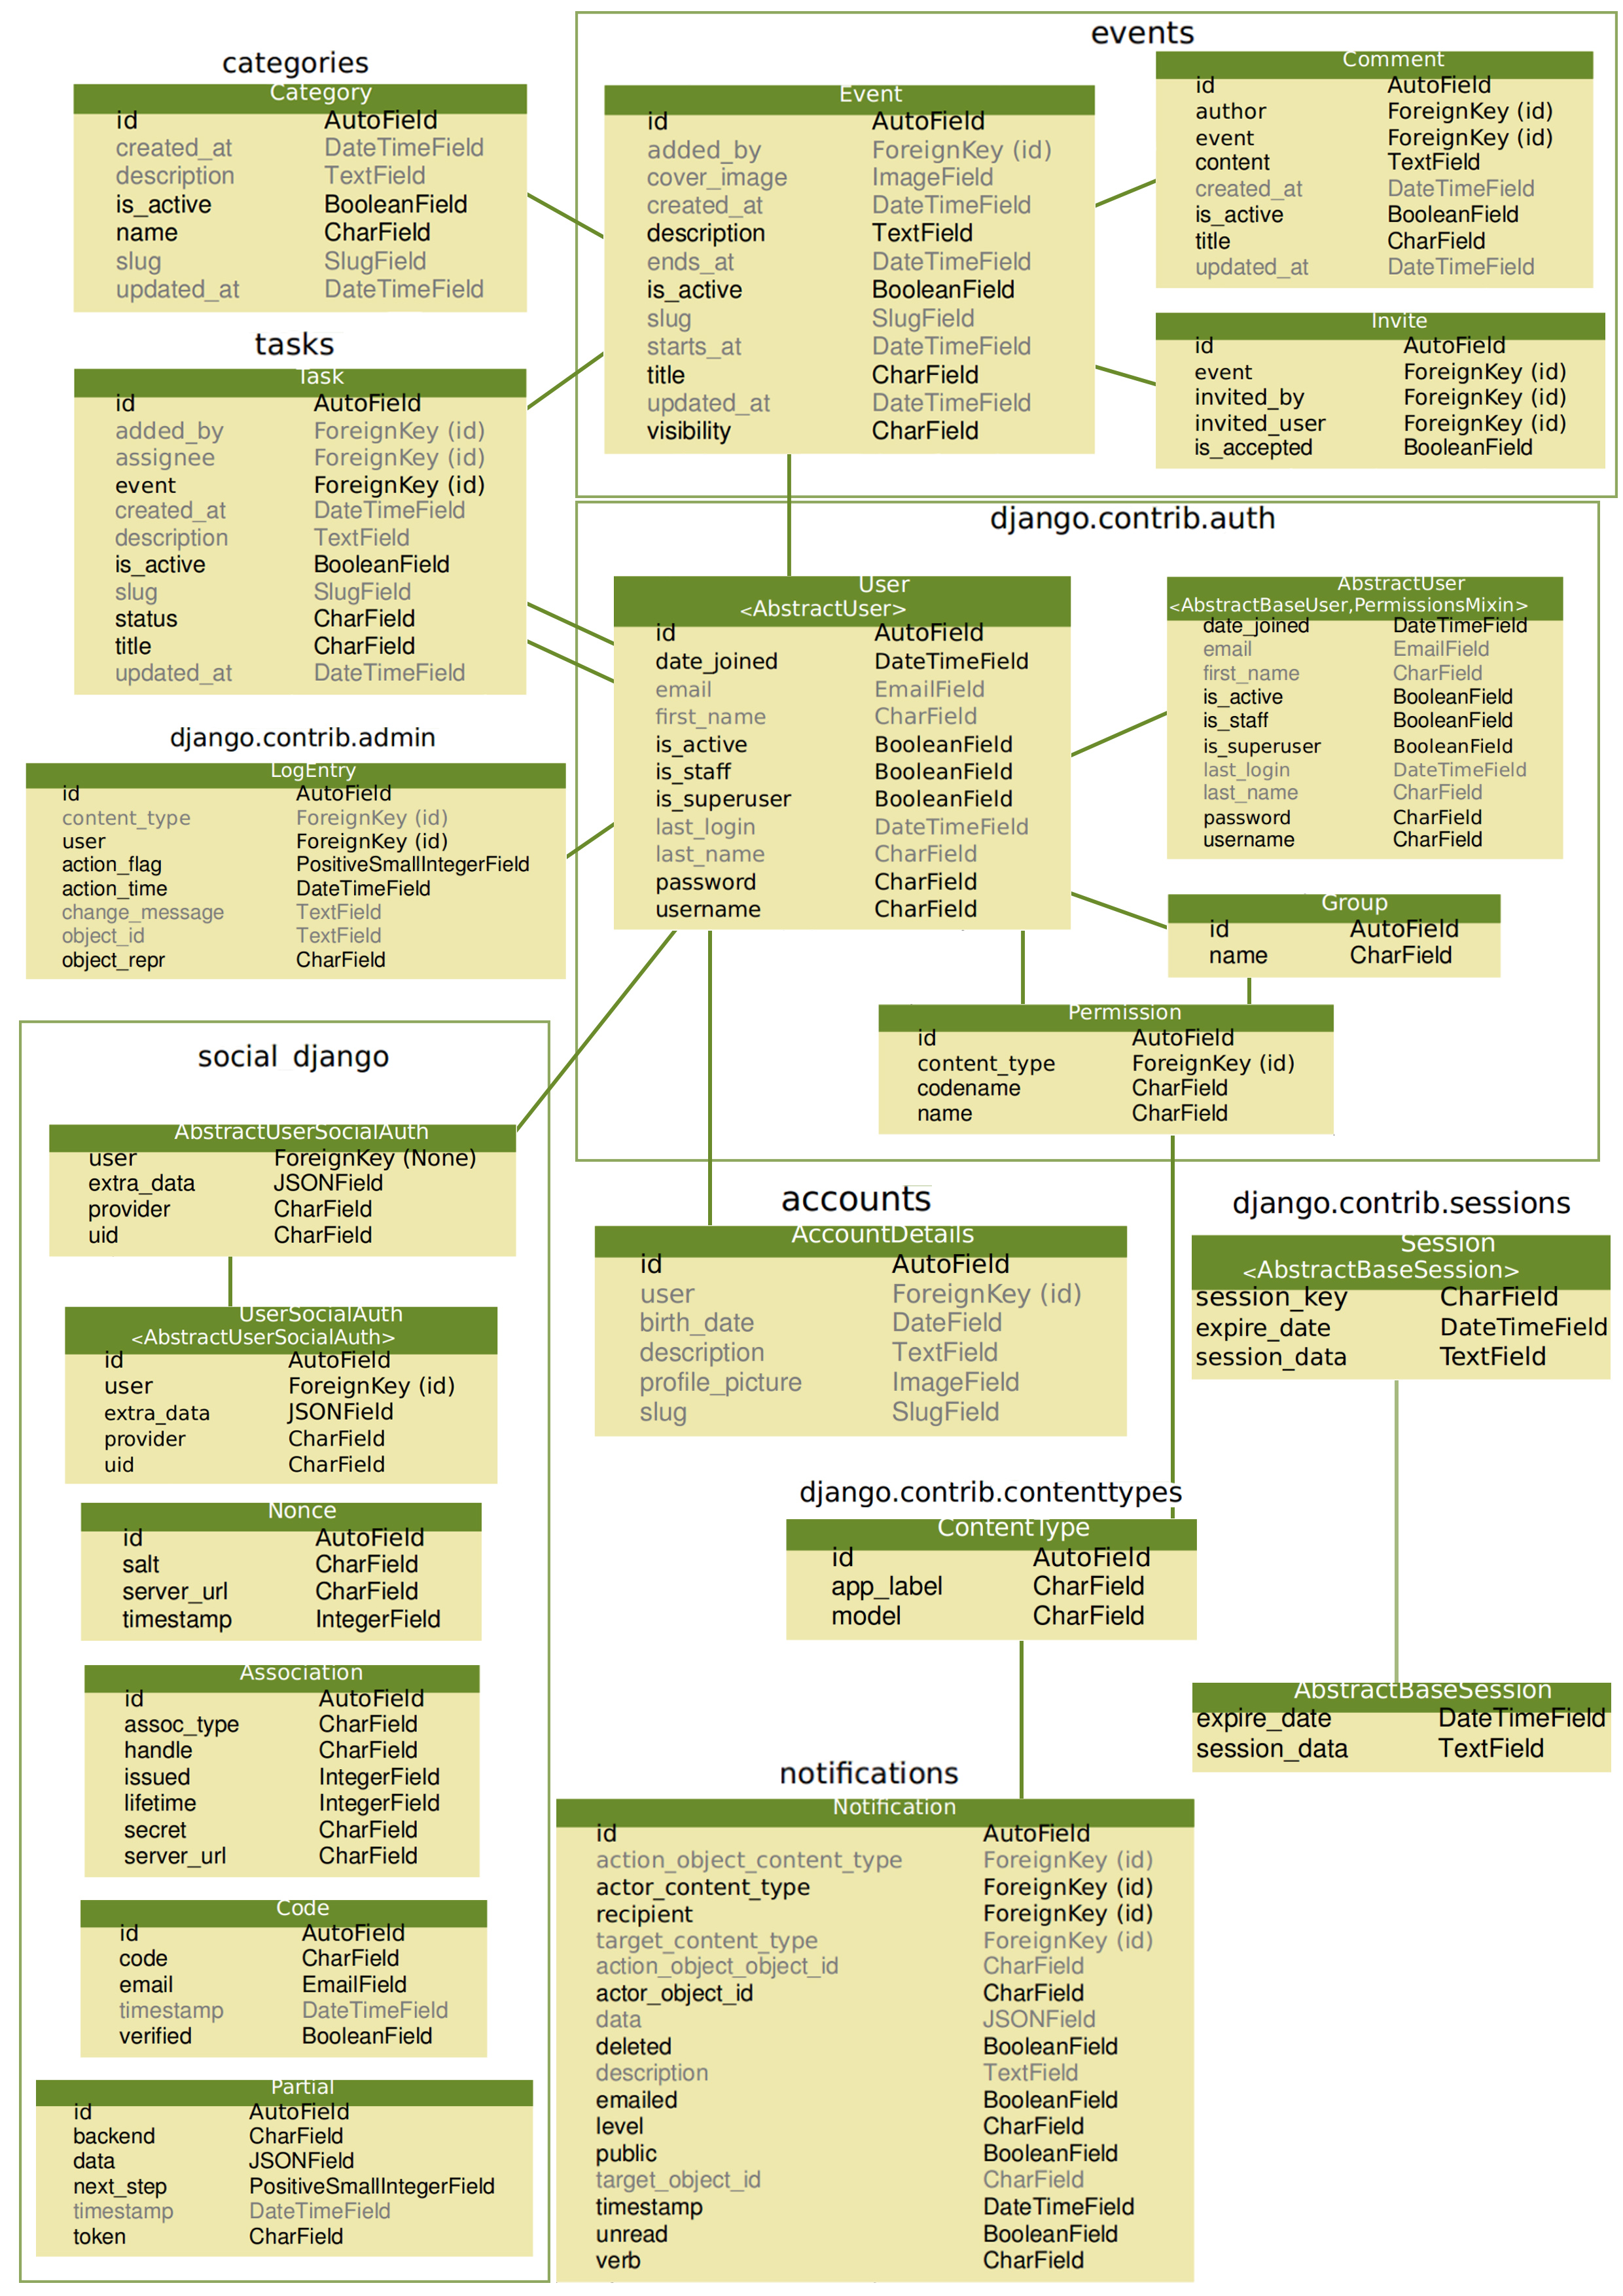 categories
Category
id AutoField
created_at DateTimeField
description TextField
is_active BooleanField
name CharField
slug SlugField
updated_at DateTimeField
tasks
Task
id AutoField
added_by ForeignKey (id)
assignee ForeignKey (id)
event ForeignKey (id)
created_at DateTimeField
description TextField
is_active BooleanField
slug SlugField
status CharField
title CharField
updated_at DateTimeField
django.contrib.admin
LogEntry
id AutoField
content_type ForeignKey (id)
user ForeignKey (id)
action_flag PositiveSmallIntegerField
action_time DateTimeField
change_message TextField
object_id TextField
object_repr CharField
events
Event
id AutoField
added_by ForeignKey (id)
cover_image ImageField
created_at DateTimeField
description TextField
ends_at DateTimeField
is_active BooleanField
slug SlugField
starts_at DateTimeField
title CharField
updated_at DateTimeField
visibility CharField
Comment
id AutoField
author ForeignKey (id)
event ForeignKey (id)
content TextField
created_at DateTimeField
is_active BooleanField
title CharField
updated_at DateTimeField
Invite
id AutoField
event ForeignKey (id)
invited_by ForeignKey (id)
invited_user ForeignKey (id)
is_accepted BooleanField
django.contrib.auth
User
<AbstractUser>
id AutoField
date_joined DateTimeField
email EmailField
first_name CharField
is_active BooleanField
is_staff BooleanField
is_superuser BooleanField
last_login DateTimeField
last_name CharField
password CharField
username CharField
AbstractUser
<AbstractBaseUser,PermissionsMixin>
date_joined DateTimeField
email EmailField
first_name CharField
is_active BooleanField
is_staff BooleanField
is_superuser BooleanField
last_login DateTimeField
last_name CharField
password CharField
username CharField
Group
id AutoField
name CharField
Permission
id AutoField
content_type ForeignKey (id)
codename CharField
name CharField
social django
AbstractUserSocialAuth
user ForeignKey (None)
extra_data JSONField
provider CharField
uid CharField
UserSocialAuth
<AbstractUserSocialAuth>
id AutoField
user ForeignKey (id)
extra_data JSONField
provider CharField
uid CharField
Nonce
id AutoField
salt CharField
server_url CharField
timestamp IntegerField
Association
id AutoField
assoc_type CharField
handle CharField
issued IntegerField
lifetime IntegerField
secret CharField
server_url CharField
Code
id AutoField
code CharField
email EmailField
timestamp DateTimeField
verified BooleanField
Partial
id AutoField
backend CharField
data JSONField
next_step PositiveSmallIntegerField
timestamp DateTimeField
token CharField
accounts
AccountDetails
id AutoField
user ForeignKey (id)
birth_date DateField
description TextField
profile_picture ImageField
slug SlugField
django.contrib.sessions
Session
<AbstractBaseSession>
session_key CharField
expire_date DateTimeField
session_data TextField
django.contrib.contenttypes
ContentType
id AutoField
app_label CharField
model CharField
AbstractBaseSession
expire_date DateTimeField
session_data TextField
notifications
Notification
id AutoField
action_object_content_type ForeignKey (id)
actor_content_type ForeignKey (id)
recipient ForeignKey (id)
target_content_type ForeignKey (id)
action_object_object_id CharField
actor_object_id CharField
data JSONField
deleted BooleanField
description TextField
emailed BooleanField
level CharField
public BooleanField
target_object_id CharField
timestamp DateTimeField
unread BooleanField
verb CharField